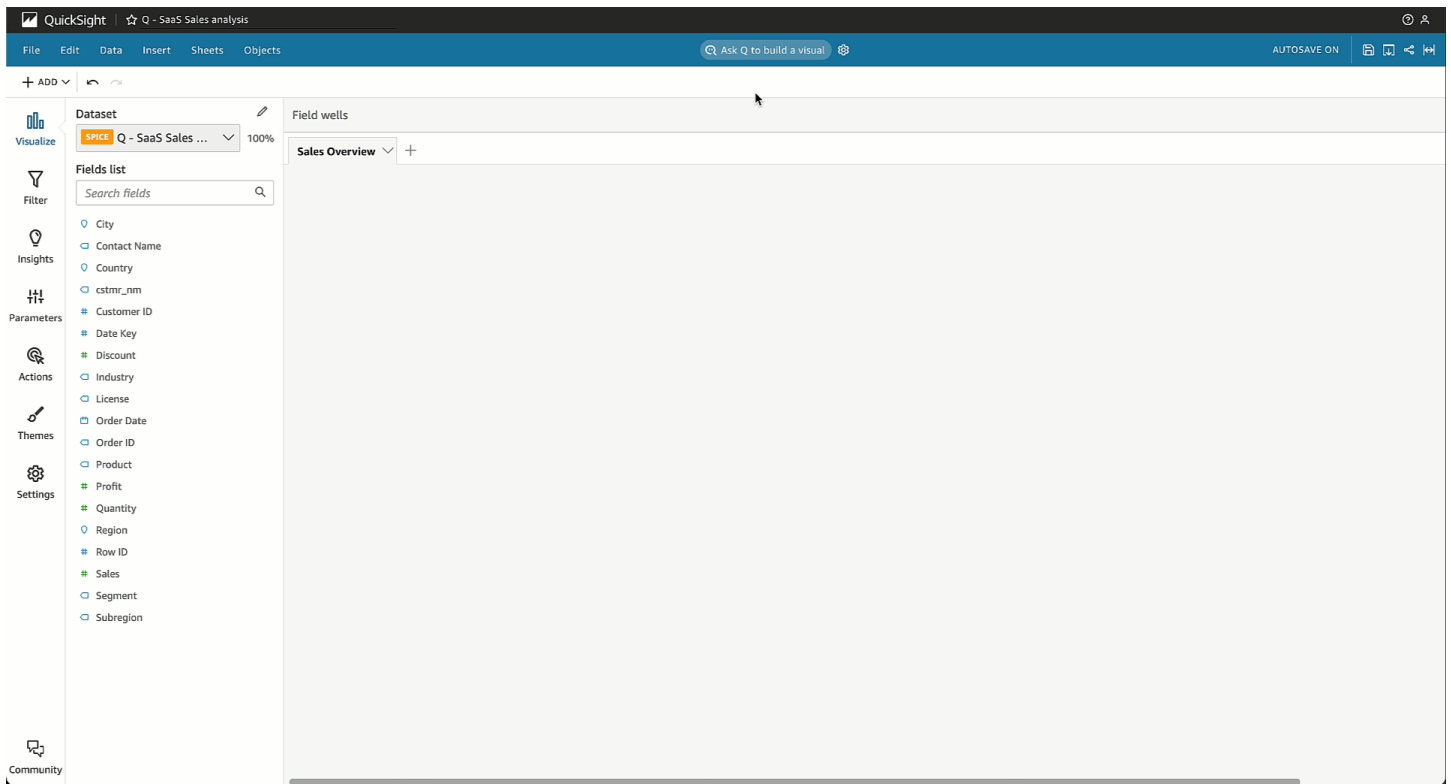 QuickSight Q - SaaS Sales analysis
File Edit Data Insert Sheets Objects Ask Q to build a visual AUTOSAVE ON
ADD
Visualize
Filter
Insights
Parameters
Actions
Themes
Settings
Community
Dataset
SPICE Q - SaaS Sales ... 100%
Fields list
Search fields
City
Contact Name
Country
cstmr_nm
# Customer ID
# Date Key
# Discount
Industry
License
Order Date
Order ID
Product
# Profit
# Quantity
Region
# Row ID
# Sales
Segment
Subregion
Field wells
Sales Overview